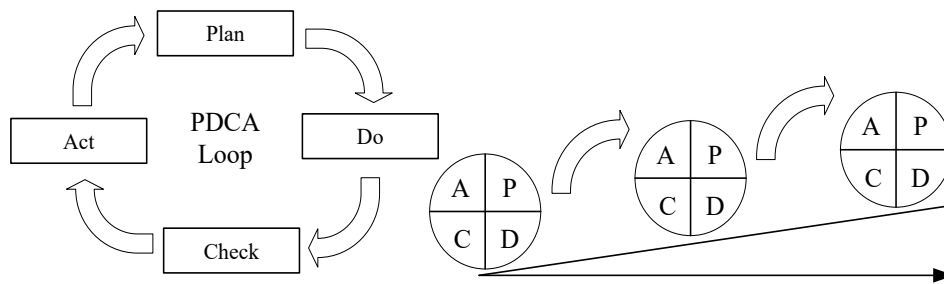 Plan
PDCA
Loop
Act
Do
Check
A P
C D
A P
C D
A P
C D